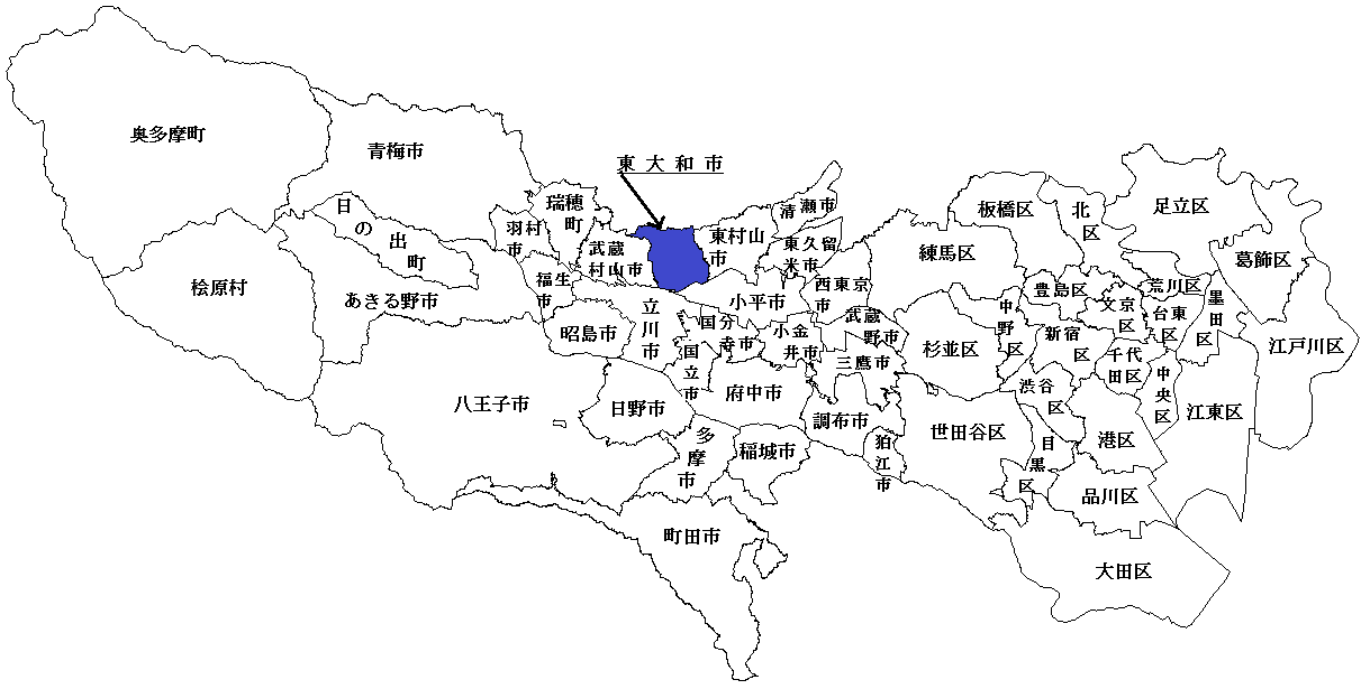 奥多摩町
青梅市
東大和市
瑞穂
町
日
の
出
町
羽村
市
武蔵
村山市
東村山
市
清瀬市
東久留
米市
板橋区
北
区
足立区
桧原村
あきる野市
福生
市
昭島市
立
川
市
小平市
西東京
市
練馬区
葛飾区
国分
寺市
小金
井市
武蔵
野市
三鷹市
国
立
市
府中市
杉並区
中
野
区
豊島区
文京
区
荒川区
台東
区
墨
田
区
江戸川区
新宿
区
千代
田区
中
央
区
渋谷
区
江東区
八王子市
日野市
多
摩
市
稲城市
調布市
狛
江
市
世田谷区
目
黒
区
港区
品川区
町田市
大田区